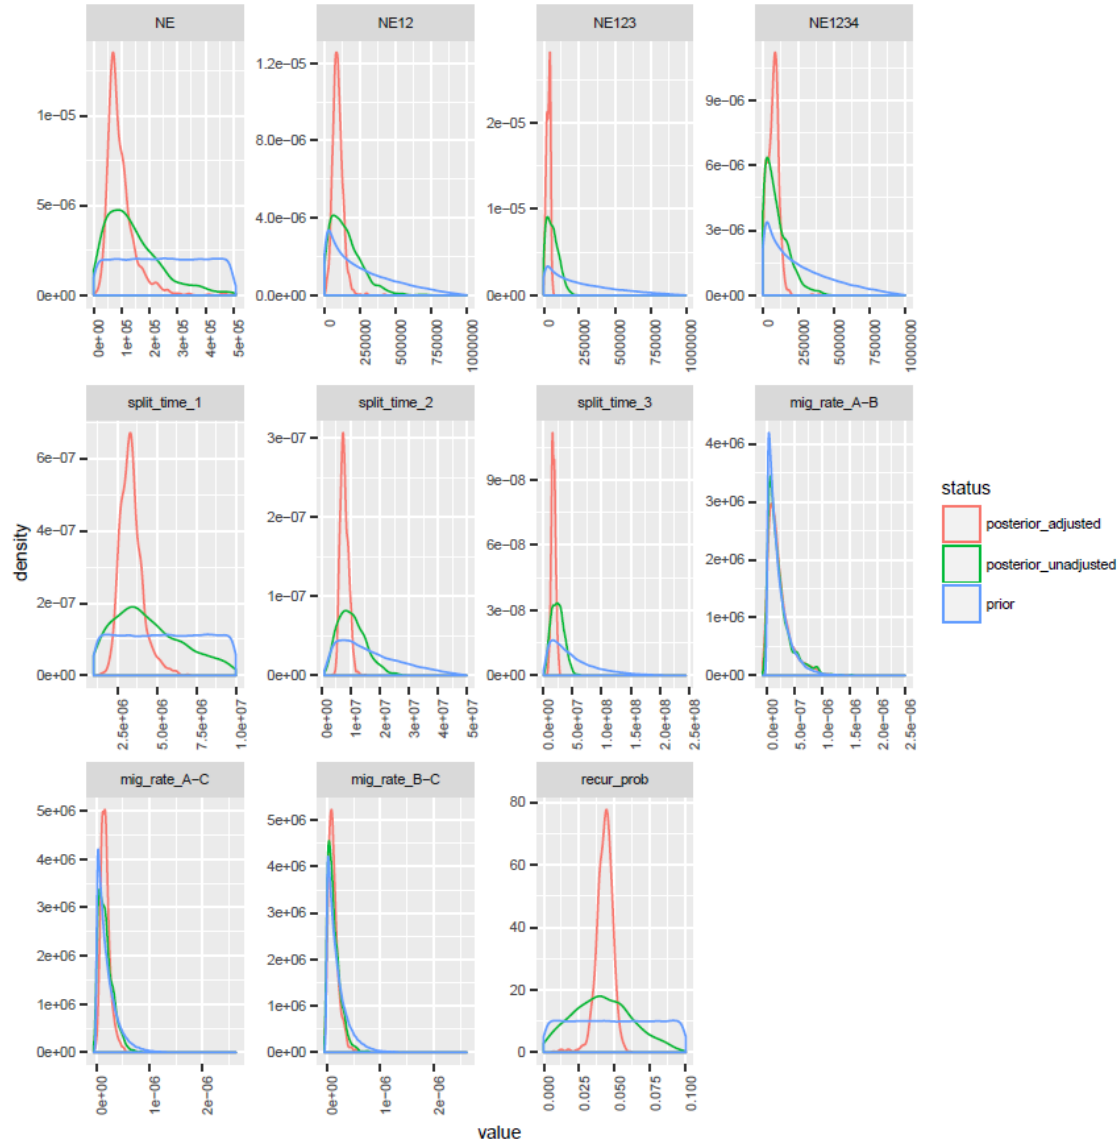 NE NE12 NE123 NE1234
1e−05
5e−06
0e+00
1.2e−05
8.0e−06
4.0e−06
0.0e+00
2e−05
1e−05
0e+00
9e−06
6e−06
3e−06
0e+00
0e+00 1e+05 2e+05 3e+05 4e+05 5e+05
0 250000 500000 750000 1000000
0 250000 500000 750000 1000000
0 250000 500000 750000 1000000
split_time_1 split_time_2 split_time_3 mig_rate_A−B
6e−07
4e−07
2e−07
0e+00
3e−07
2e−07
1e−07
0e+00
9e−08
6e−08
3e−08
0e+00
4e+06
3e+06
2e+06
1e+06
0e+00
2.5e+06 5.0e+06 7.5e+06 1.0e+07
0e+00 1e+07 2e+07 3e+07 4e+07 5e+07
0.0e+00 5.0e+07 1.0e+08 1.5e+08 2.0e+08 2.5e+08
0.0e+00 5.0e−07 1.0e−06 1.5e−06 2.0e−06 2.5e−06
mig_rate_A−C mig_rate_B−C recur_prob
5e+06
4e+06
3e+06
2e+06
1e+06
0e+00
5e+06
4e+06
3e+06
2e+06
1e+06
0e+00
80
60
40
20
0
0e+00 1e−06 2e−06
0e+00 1e−06 2e−06
0.000 0.025 0.050 0.075 0.100
density
value
status
posterior_adjusted
posterior_unadjusted
prior